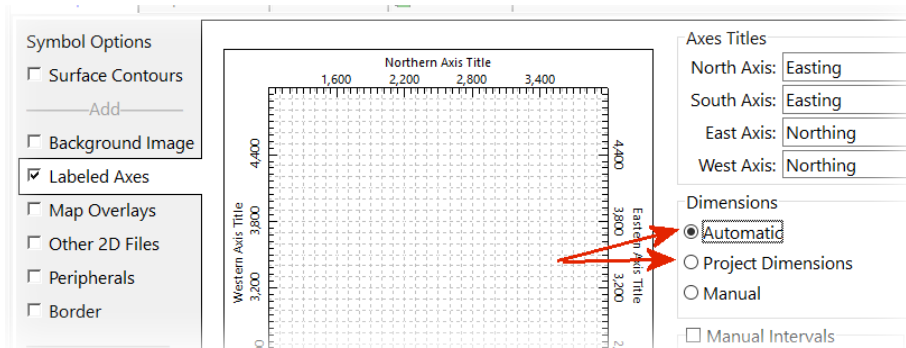 Symbol Options
Surface Contours
Add
Background Image
Labeled Axes
Map Overlays
Other 2D Files
Peripherals
Border
Northern Axis Title
1,600 2,200 2,800 3,400
4,400
3,800
3,200
Western Axis Title
4,400
3,800
3,200
Eastern Axis Title
Axes Titles
North Axis: Easting
South Axis: Easting
East Axis: Northing
West Axis: Northing
Dimensions
Automatic
Project Dimensions
Manual
Manual Intervals